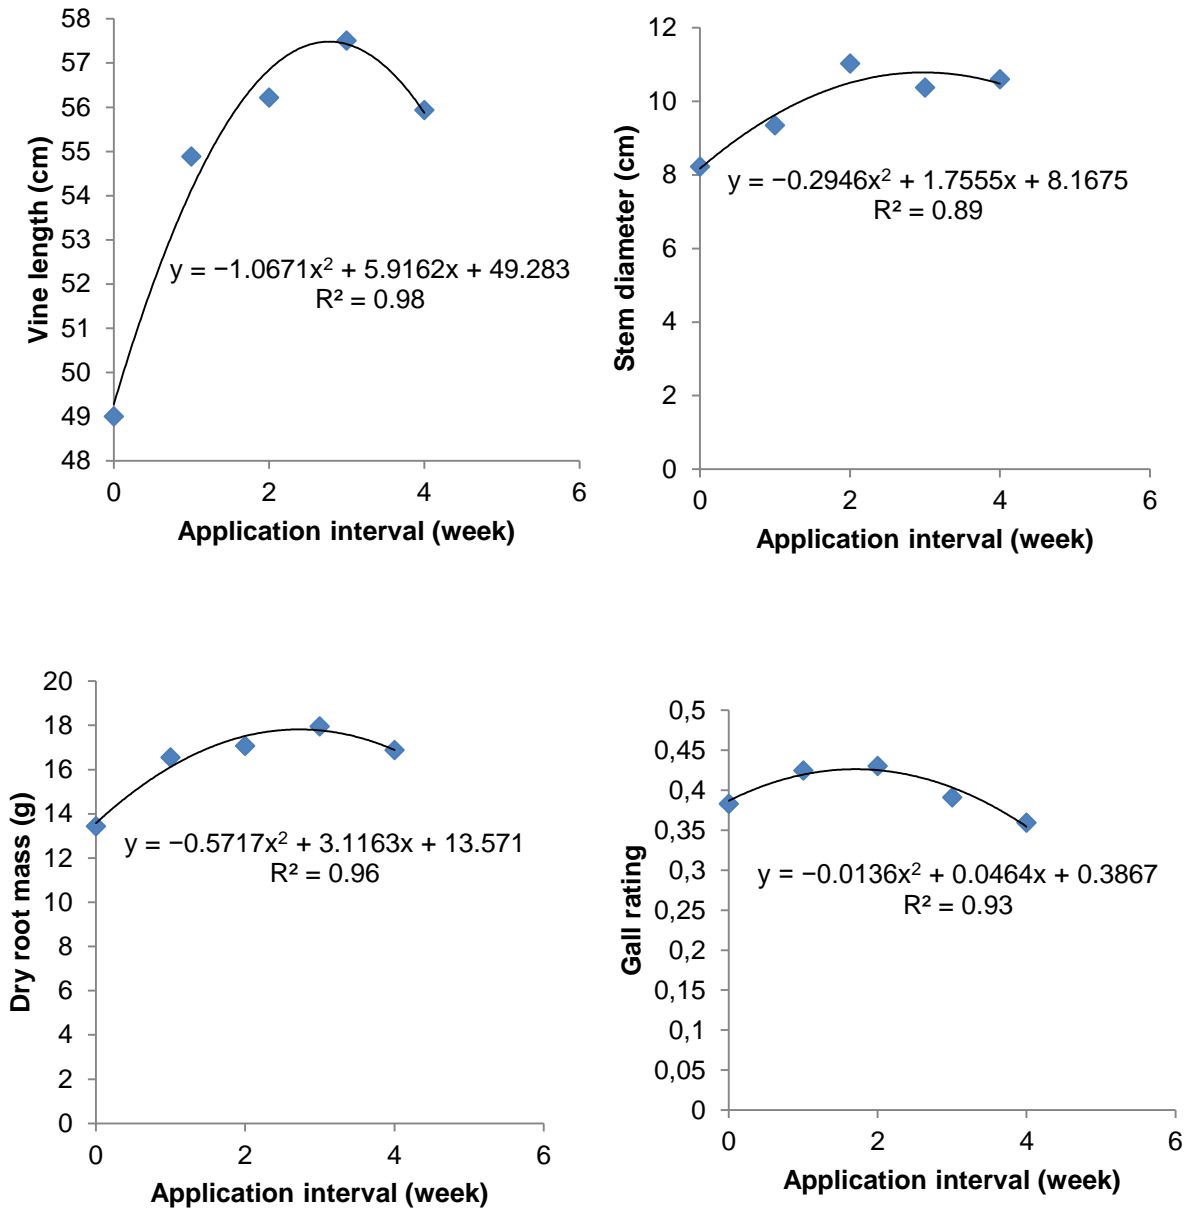 58
57
56
55
54
53
52
51
50
49
48
Vine length (cm)
y = −1.0671x² + 5.9162x + 49.283
R² = 0.98
0 2 4 6
Application interval (week)
12
10
8
6
4
2
0
Stem diameter (cm)
y = −0.2946x² + 1.7555x + 8.1675
R² = 0.89
0 2 4 6
Application interval (week)
20
18
16
14
12
10
8
6
4
2
0
Dry root mass (g)
y = −0.5717x² + 3.1163x + 13.571
R² = 0.96
0 2 4 6
Application interval (week)
0,5
0,45
0,4
0,35
0,3
0,25
0,2
0,15
0,1
0,05
0
Gall rating
y = −0.0136x² + 0.0464x + 0.3867
R² = 0.93
0 2 4 6
Application interval (week)